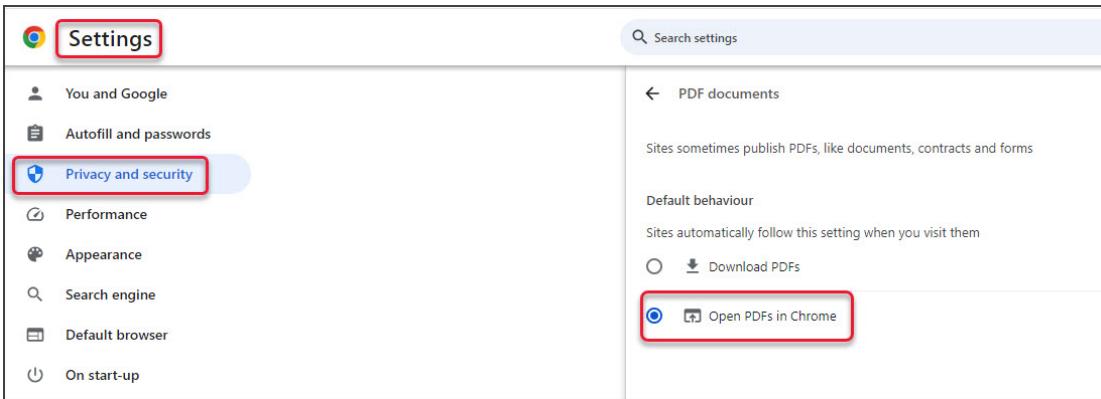 Settings
Search settings
You and Google
Autofill and passwords
Privacy and security
Performance
Appearance
Search engine
Default browser
On start-up
PDF documents
Sites sometimes publish PDFs, like documents, contracts and forms
Default behaviour
Sites automatically follow this setting when you visit them
Download PDFs
Open PDFs in Chrome